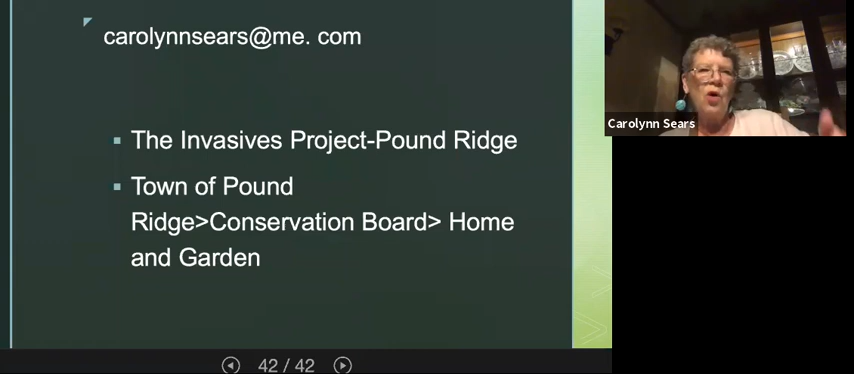 carolynnsears@me. com
Carolynn Sears
▪ The Invasives Project-Pound Ridge
▪ Town of Pound
Ridge>Conservation Board> Home
and Garden
42 / 42